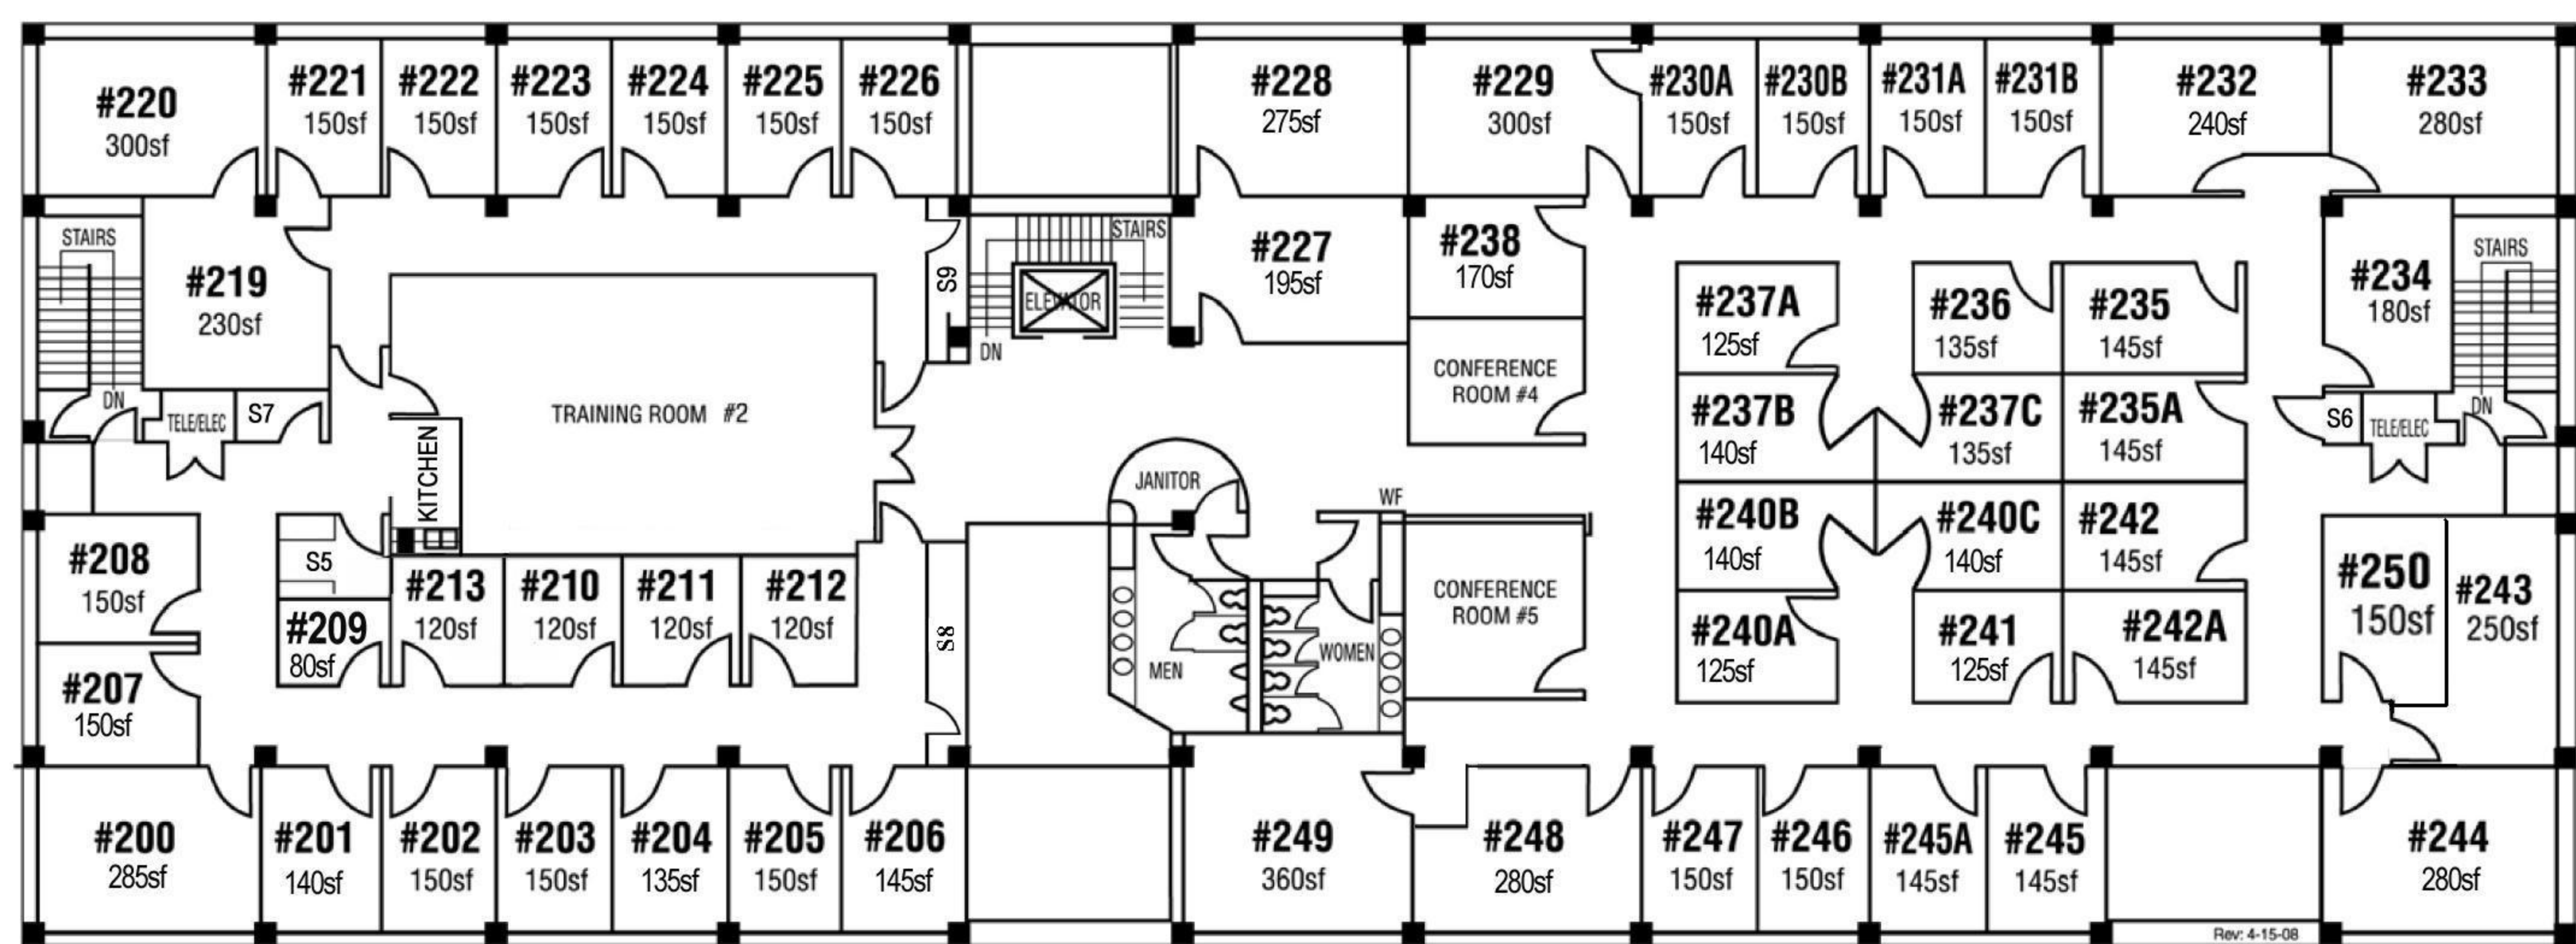 #220
300sf
#221
150sf
#222
150sf
#223
150sf
#224
150sf
#225
150sf
#226
150sf
#228
275sf
#229
300sf
#230A
150sf
#230B
150sf
#231A
150sf
#231B
150sf
#232
240sf
#233
280sf
STAIRS
DN
#219
230sf
TELE/ELEC
S7
TRAINING ROOM #2
KITCHEN
S9
STAIRS
ELEVATOR
DN
#227
195sf
#238
170sf
CONFERENCE
ROOM #4
#237A
125sf
#236
135sf
#235
145sf
#237B
140sf
#237C
135sf
#235A
145sf
#234
180sf
STAIRS
DN
S6
TELE/ELEC
#208
150sf
S5
#209
80sf
#213
120sf
#210
120sf
#211
120sf
#212
120sf
S8
#207
150sf
JANITOR
MEN
WOMEN
WF
CONFERENCE
ROOM #5
#240B
140sf
#240C
140sf
#242
145sf
#240A
125sf
#241
125sf
#242A
145sf
#250
150sf
#243
250sf
#200
285sf
#201
140sf
#202
150sf
#203
150sf
#204
135sf
#205
150sf
#206
145sf
#249
360sf
#248
280sf
#247
150sf
#246
150sf
#245A
145sf
#245
145sf
#244
280sf
Rev: 4-15-08